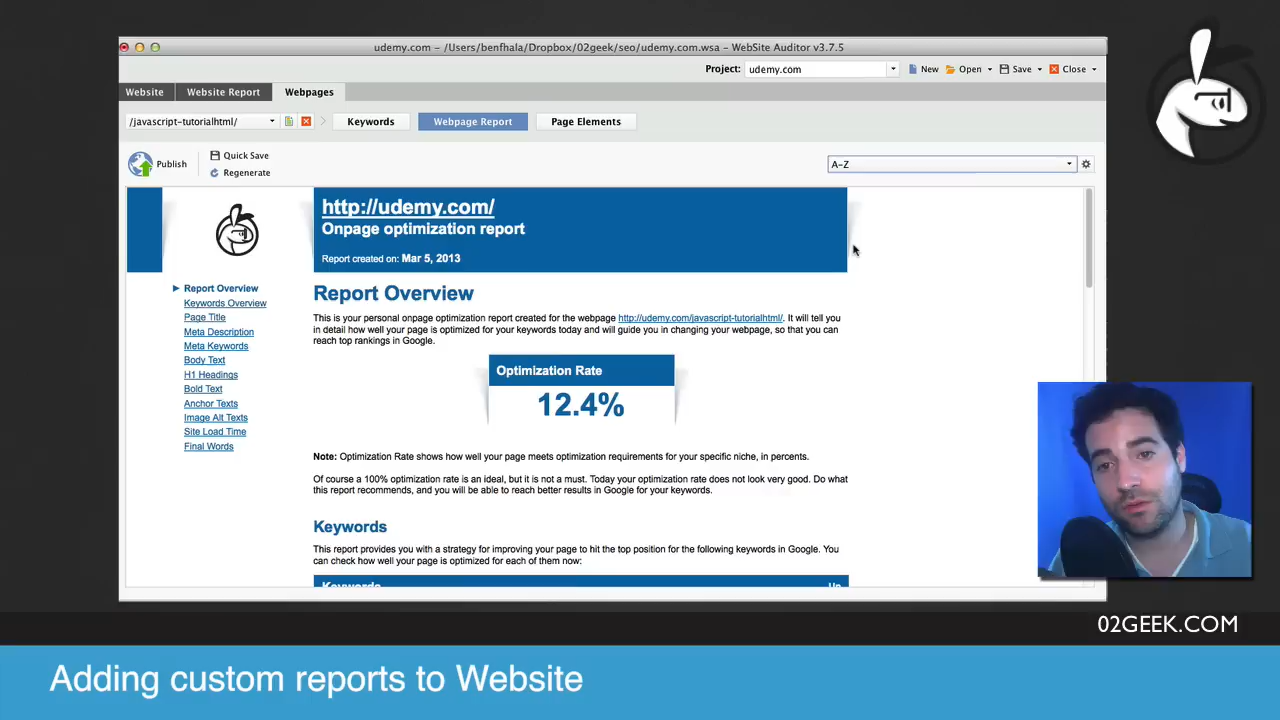 udemy.com – /Users/benfhala/Dropbox/02geek/seo/udemy.com.wsa – WebSite Auditor v3.7.5
Project: udemy.com New Open Save Close
Website Website Report Webpages
/javascript-tutorialhtml/ Keywords Webpage Report Page Elements
Publish
Quick Save
Regenerate
A-Z
http://udemy.com/
Onpage optimization report
Report created on: Mar 5, 2013
Report Overview
Keywords Overview
Page Title
Meta Description
Meta Keywords
Body Text
H1 Headings
Bold Text
Anchor Texts
Image Alt Texts
Site Load Time
Final Words
Report Overview
This is your personal onpage optimization report created for the webpage http://udemy.com/javascript-tutorialhtml/. It will tell you
in detail how well your page is optimized for your keywords today and will guide you in changing your webpage, so that you can
reach top rankings in Google.
Optimization Rate
12.4%
Note: Optimization Rate shows how well your page meets optimization requirements for your specific niche, in percents.
Of course a 100% optimization rate is an ideal, but it is not a must. Today your optimization rate does not look very good. Do what
this report recommends, and you will be able to reach better results in Google for your keywords.
Keywords
This report provides you with a strategy for improving your page to hit the top position for the following keywords in Google. You
can check how well your page is optimized for each of them now:
Keywords
02GEEK.COM
Adding custom reports to Website